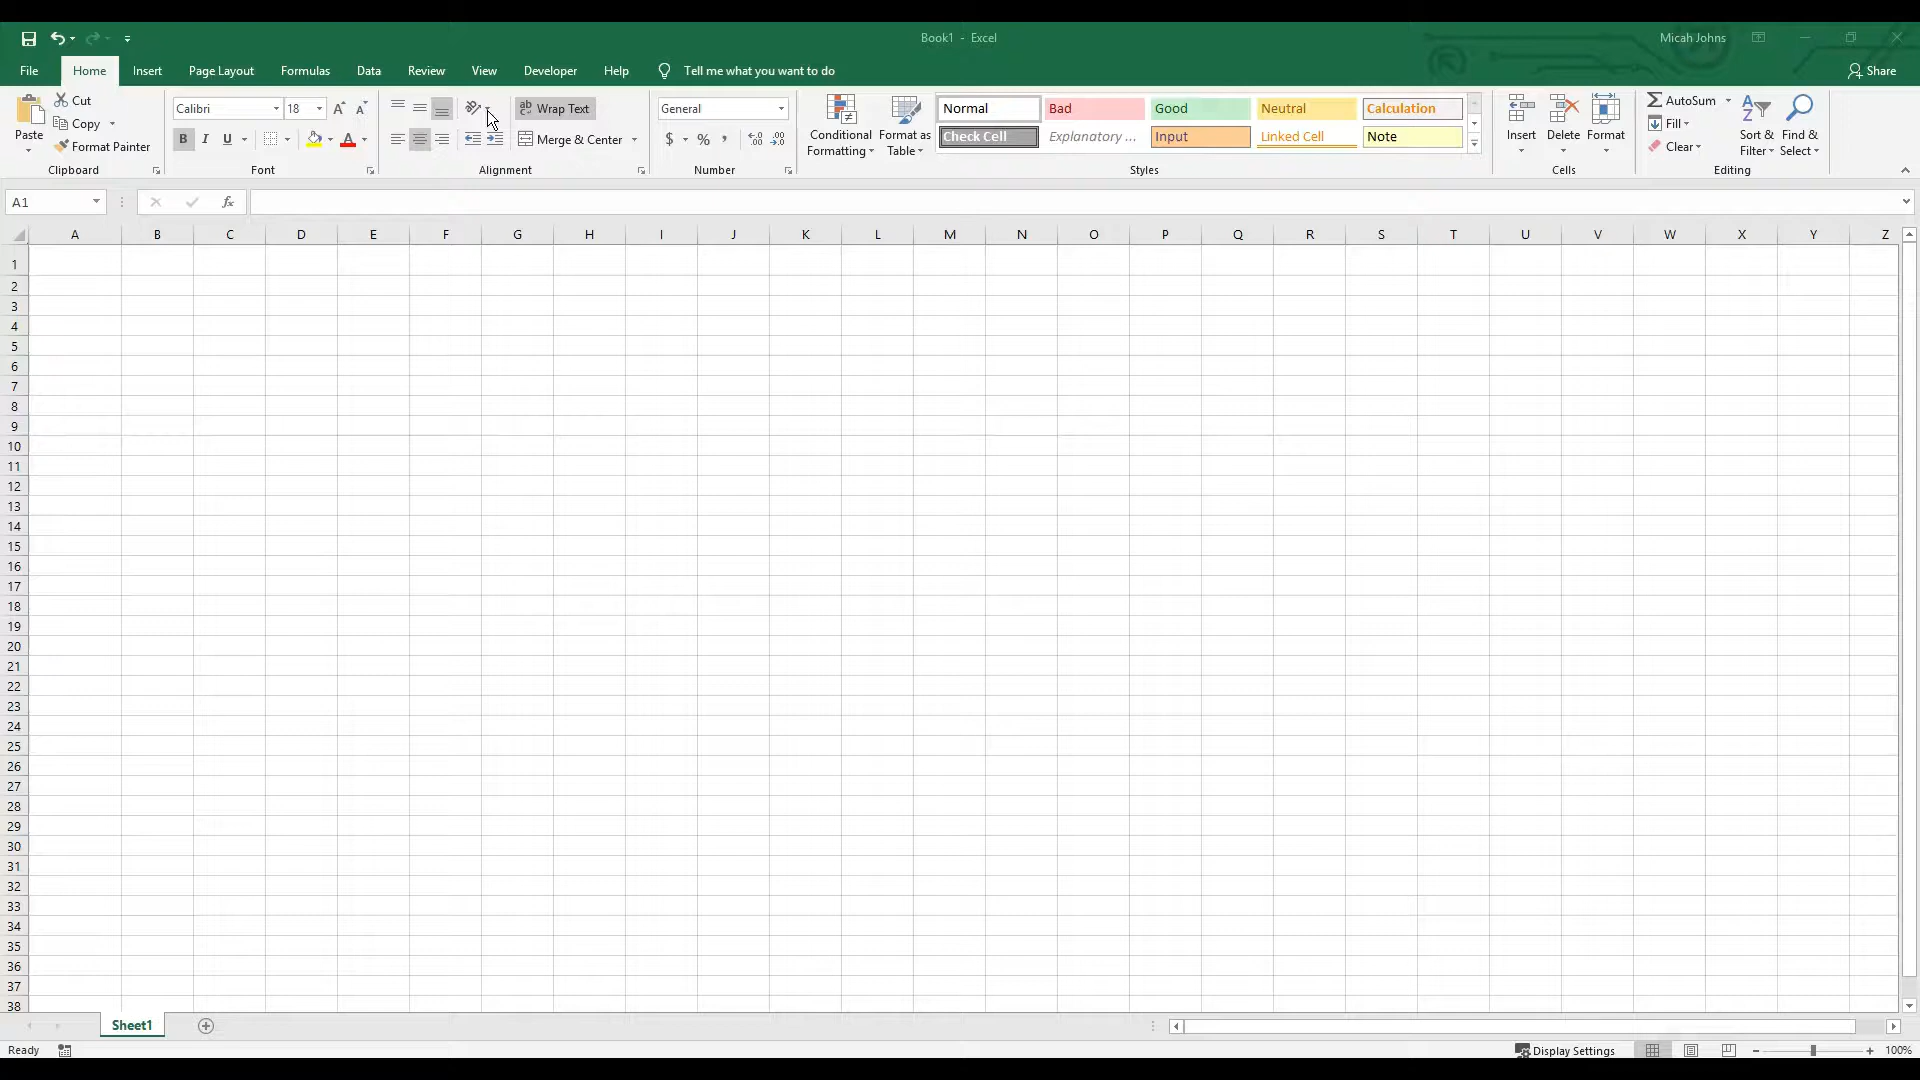 Book1 - Excel
Micah Johns
File Home Insert Page Layout Formulas Data Review View Developer Help Tell me what you want to do Share
Paste
Cut
Copy
Format Painter
Clipboard
Calibri 18
B I U
Font
Wrap Text
Merge & Center
Alignment
General
$ % ,
Number
Conditional Formatting
Format as Table
Normal Bad Good Neutral Calculation
Check Cell Explanatory ... Input Linked Cell Note
Styles
Insert Delete Format
Cells
AutoSum
Fill
Clear
Sort & Filter
Find & Select
Editing
A1 fx
A B C D E F G H I J K L M N O P Q R S T U V W X Y Z
1
2
3
4
5
6
7
8
9
10
11
12
13
14
15
16
17
18
19
20
21
22
23
24
25
26
27
28
29
30
31
32
33
34
35
36
37
38
Sheet1
Ready Display Settings 100%